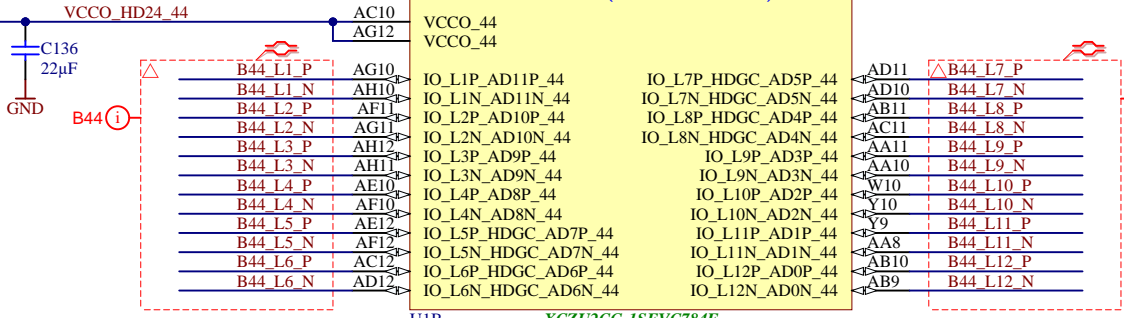 VCCO_HD24_44
AC10
VCCO_44
AG12
VCCO_44
C136
22µF
GND
B44
i
B44_L1_P AG10 IO_L1P_AD11P_44 IO_L7P_HDGC_AD5P_44 AD11 B44_L7_P
B44_L1_N AH10 IO_L1N_AD11N_44 IO_L7N_HDGC_AD5N_44 AD10 B44_L7_N
B44_L2_P AF11 IO_L2P_AD10P_44 IO_L8P_HDGC_AD4P_44 AB11 B44_L8_P
B44_L2_N AG11 IO_L2N_AD10N_44 IO_L8N_HDGC_AD4N_44 AC11 B44_L8_N
B44_L3_P AH12 IO_L3P_AD9P_44 IO_L9P_AD3P_44 AA11 B44_L9_P
B44_L3_N AH11 IO_L3N_AD9N_44 IO_L9N_AD3N_44 AA10 B44_L9_N
B44_L4_P AE10 IO_L4P_AD8P_44 IO_L10P_AD2P_44 W10 B44_L10_P
B44_L4_N AF10 IO_L4N_AD8N_44 IO_L10N_AD2N_44 Y10 B44_L10_N
B44_L5_P AE12 IO_L5P_HDGC_AD7P_44 IO_L11P_AD1P_44 Y9 B44_L11_P
B44_L5_N AF12 IO_L5N_HDGC_AD7N_44 IO_L11N_AD1N_44 AA8 B44_L11_N
B44_L6_P AC12 IO_L6P_HDGC_AD6P_44 IO_L12P_AD0P_44 AB10 B44_L12_P
B44_L6_N AD12 IO_L6N_HDGC_AD6N_44 IO_L12N_AD0N_44 AB9 B44_L12_N